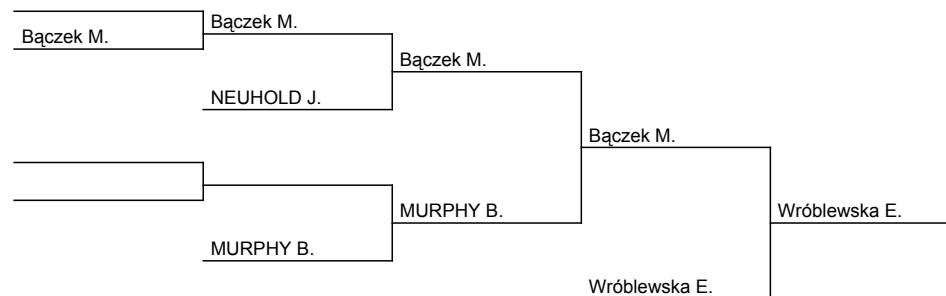 Bączek M.
Bączek M.
Bączek M.
NEUHOLD J.
Bączek M.
MURPHY B.
Wróblewska E.
MURPHY B.
Wróblewska E.